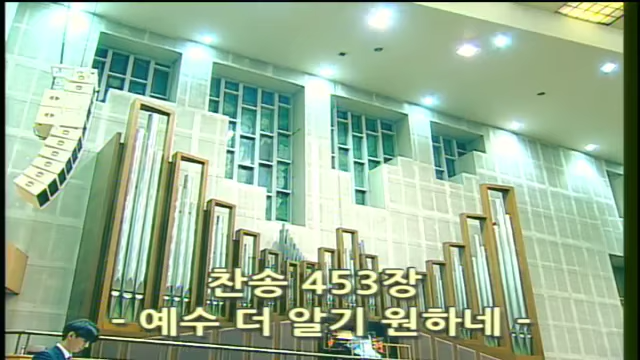 찬송 453장
- 예수 더 알기 원하네 -